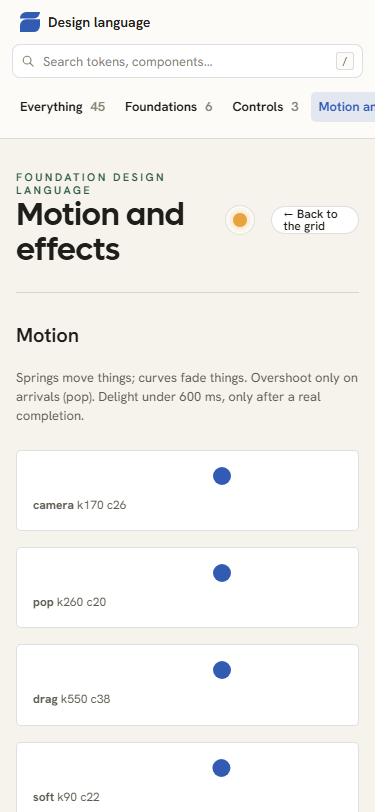 Design language
Search tokens, components...
/
Everything 45 Foundations 6 Controls 3 Motion an
FOUNDATION DESIGN
LANGUAGE
Motion and
effects
← Back to
the grid
Motion
Springs move things; curves fade things. Overshoot only on
arrivals (pop). Delight under 600 ms, only after a real
completion.
camera k170 c26
pop k260 c20
drag k550 c38
soft k90 c22